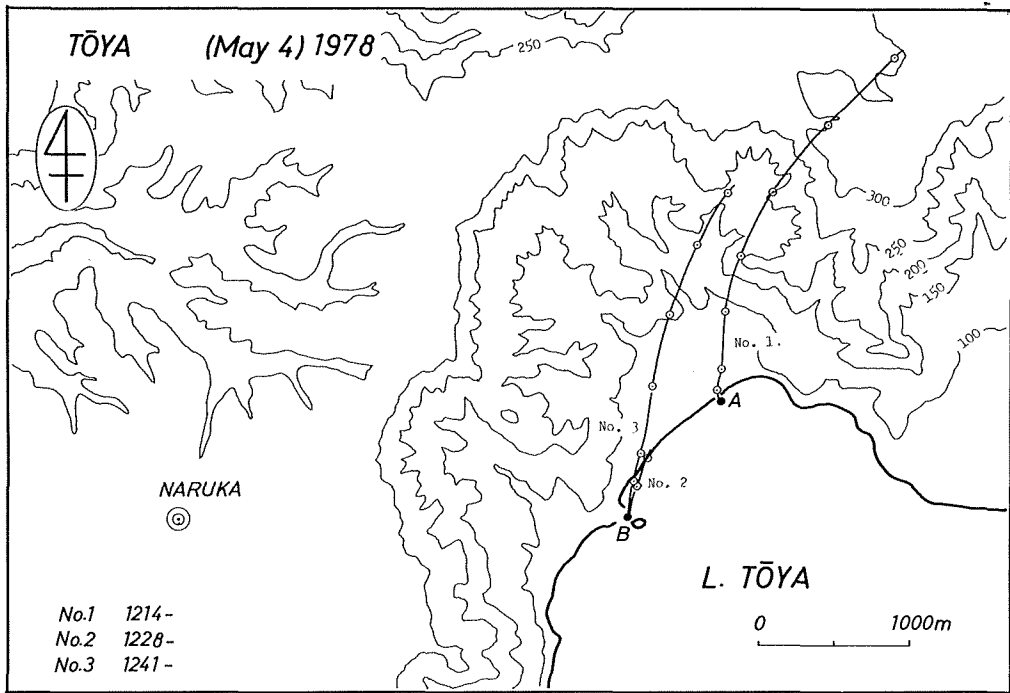 TŌYA (May 4) 1978
250
300
250
200
150
100
No. 1.
A
No. 3
No. 2
B
NARUKA
L. TŌYA
0 1000m
No.1 1214-
No.2 1228-
No.3 1241-